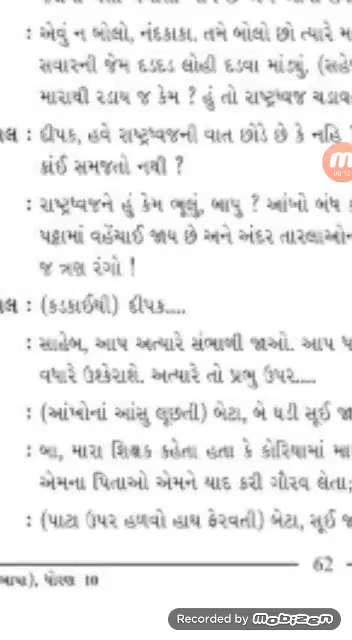 : એવું ન બોલો, નંદકાકા. તમે બોલો છો ત્યારે
સવારની જેમ દડદડ લોહી દડવા માંડ્યું,
મારાથી રડાય જ કેમ ? હું તો રાષ્ટ્રધ્વજ
: દીપક, હવે રાષ્ટ્રધ્વજની વાત છોડે છે કે નહિ
કાંઈ સમજતો નથી ?
: રાષ્ટ્રધ્વજને હું કેમ ભૂલું, બાપુ ? આંખો બંધ
પટ્ટામાં વહેંચાઈ જાય છે અને અંદર
જ ત્રણ રંગો !
: (કડકાઈથી) દીપક....
: સાહેબ, આપ અત્યારે સંભાળી જાઓ. આપ
વધારે ઉશ્કેરાશે. અત્યારે તો પ્રભુ ઉપર....
: (આંખોનાં આંસુ લૂછતી) બેટા, બે ઘડી સૂઈ
: બા, મારા શિક્ષક કહેતા હતા કે કોરિયામાં
એમના પિતાઓ એમને યાદ કરી ગૌરવ લેતા;
: (પાટા ઉપર હળવો હાથ ફેરવતી) બેટા, સૂઈ
62
ધોરણ 10
00:12
Recorded by mobizen